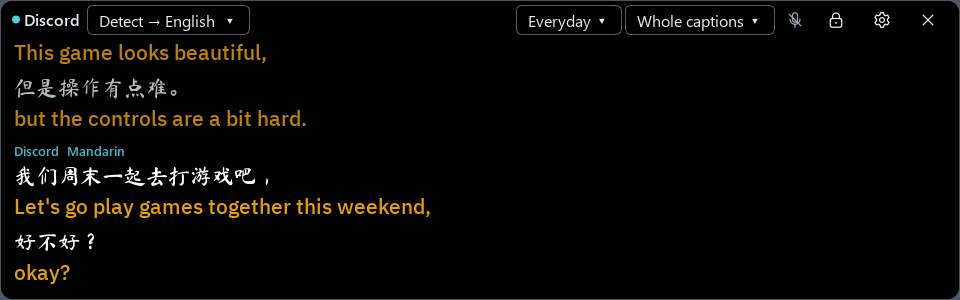 Discord
Detect → English
Everyday
Whole captions
This game looks beautiful,
但是操作有点难。
but the controls are a bit hard.
Discord Mandarin
我们周末一起去打游戏吧，
Let's go play games together this weekend,
好不好？
okay?